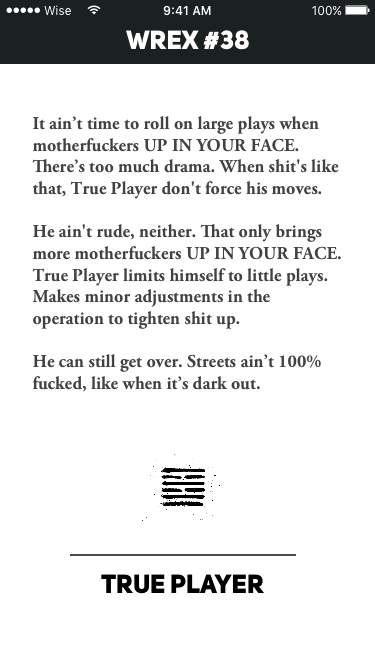 Wise 9:41 AM 100%
WREX #38
It ain’t time to roll on large plays when
motherfuckers UP IN YOUR FACE.
There’s too much drama. When shit's like
that, True Player don't force his moves.
He ain't rude, neither. That only brings
more motherfuckers UP IN YOUR FACE.
True Player limits himself to little plays.
Makes minor adjustments in the
operation to tighten shit up.
He can still get over. Streets ain’t 100%
fucked, like when it’s dark out.
TRUE PLAYER